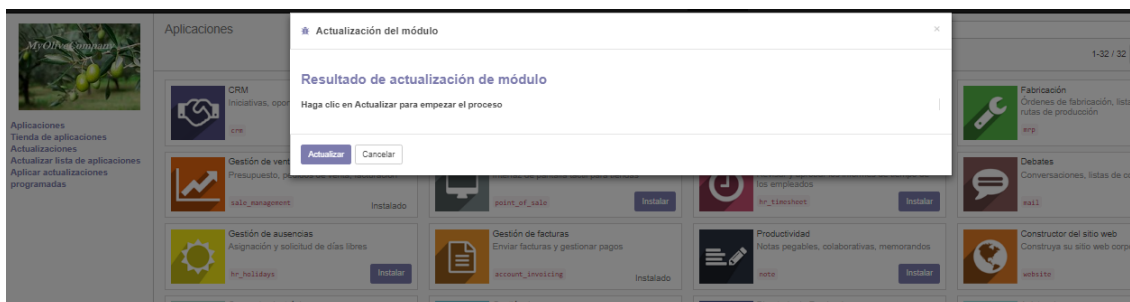 MyOliveCompany
Aplicaciones
Tienda de aplicaciones
Actualizaciones
Actualizar lista de aplicaciones
Aplicar actualizaciones
programadas
Aplicaciones
1-32 / 32
Actualización del módulo
×
Resultado de actualización de módulo
Haga clic en Actualizar para empezar el proceso
Actualizar
Cancelar
CRM
Iniciativas, opor
crm
Fabricación
Órdenes de fabricación, lista
rutas de producción
mrp
Gestión de vent
Presupuesto,
sale_management
Instalado
point_of_sale
Instalar
los empleados
hr_timesheet
Instalar
Debates
Conversaciones, listas de co
mail
Gestión de ausencias
Asignación y solicitud de días libres
hr_holidays
Instalar
Gestión de facturas
Enviar facturas y gestionar pagos
account_invoicing
Instalado
Productividad
Notas pegables, colaborativas, memorandos
note
Instalar
Constructor del sitio web
Construya su sitio web corpo
website